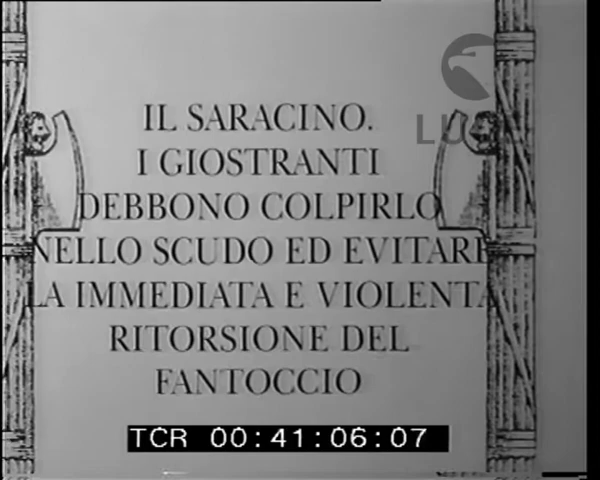 LU
IL SARACINO.
I GIOSTRANTI
DEBBONO COLPIRLO
NELLO SCUDO ED EVITARE
LA IMMEDIATA E VIOLENTA
RITORSIONE DEL
FANTOCCIO
TCR 00:41:06:07